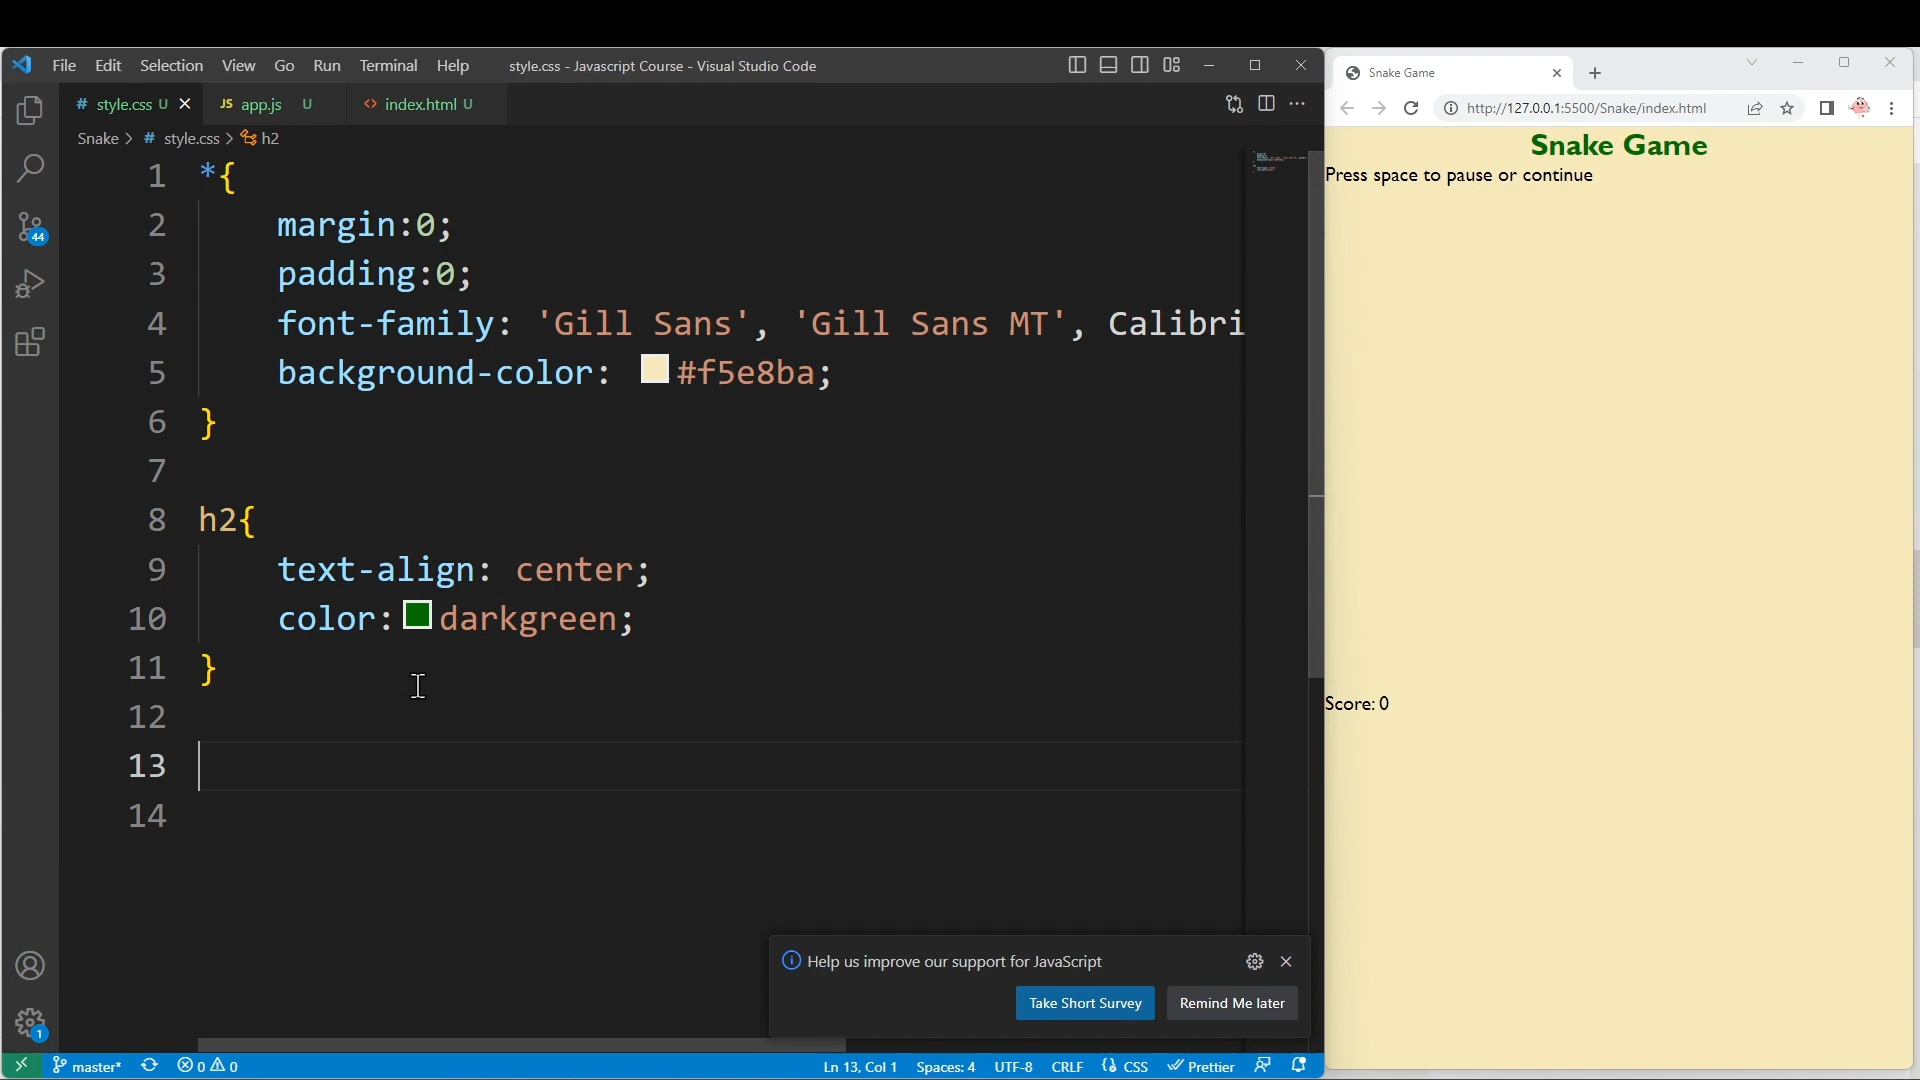 File Edit Selection View Go Run Terminal Help style.css - Javascript Course - Visual Studio Code
# style.css U JS app.js U <> index.html U
Snake > # style.css > h2
1 *{
2 margin:0;
3 padding:0;
4 font-family: 'Gill Sans', 'Gill Sans MT', Calibri
5 background-color: #f5e8ba;
6 }
7
8 h2{
9 text-align: center;
10 color: darkgreen;
11 }
12
13
14
44
1
Help us improve our support for JavaScript
Take Short Survey Remind Me later
master* 0 0 Ln 13, Col 1 Spaces: 4 UTF-8 CRLF CSS Prettier
Snake Game
http://127.0.0.1:5500/Snake/index.html
Snake Game
Press space to pause or continue
Score: 0